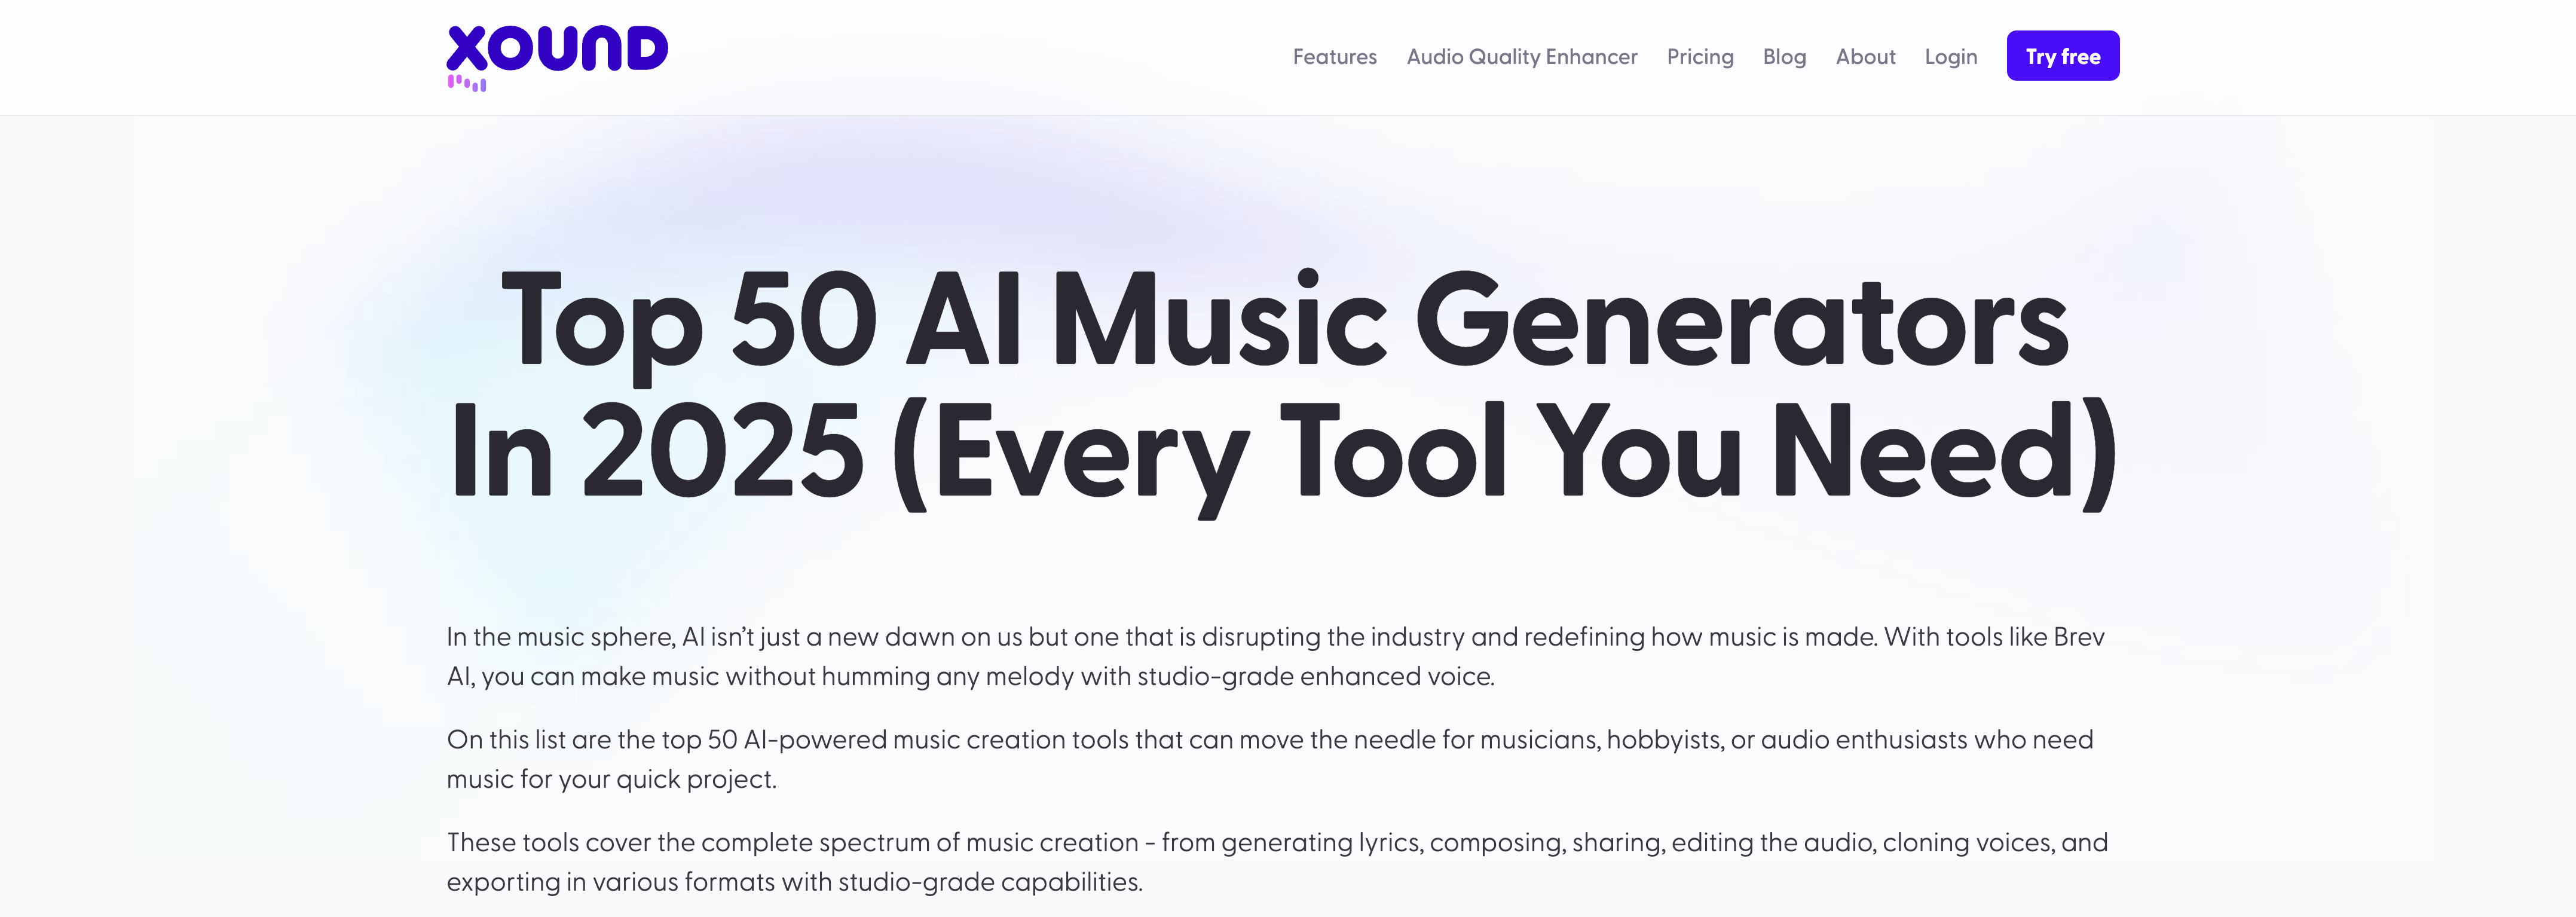 XOUND
Features Audio Quality Enhancer Pricing Blog About Login Try free
Top 50 AI Music Generators
In 2025 (Every Tool You Need)
In the music sphere, AI isn’t just a new dawn on us but one that is disrupting the industry and redefining how music is made. With tools like Brev
AI, you can make music without humming any melody with studio-grade enhanced voice.
On this list are the top 50 AI-powered music creation tools that can move the needle for musicians, hobbyists, or audio enthusiasts who need
music for your quick project.
These tools cover the complete spectrum of music creation - from generating lyrics, composing, sharing, editing the audio, cloning voices, and
exporting in various formats with studio-grade capabilities.